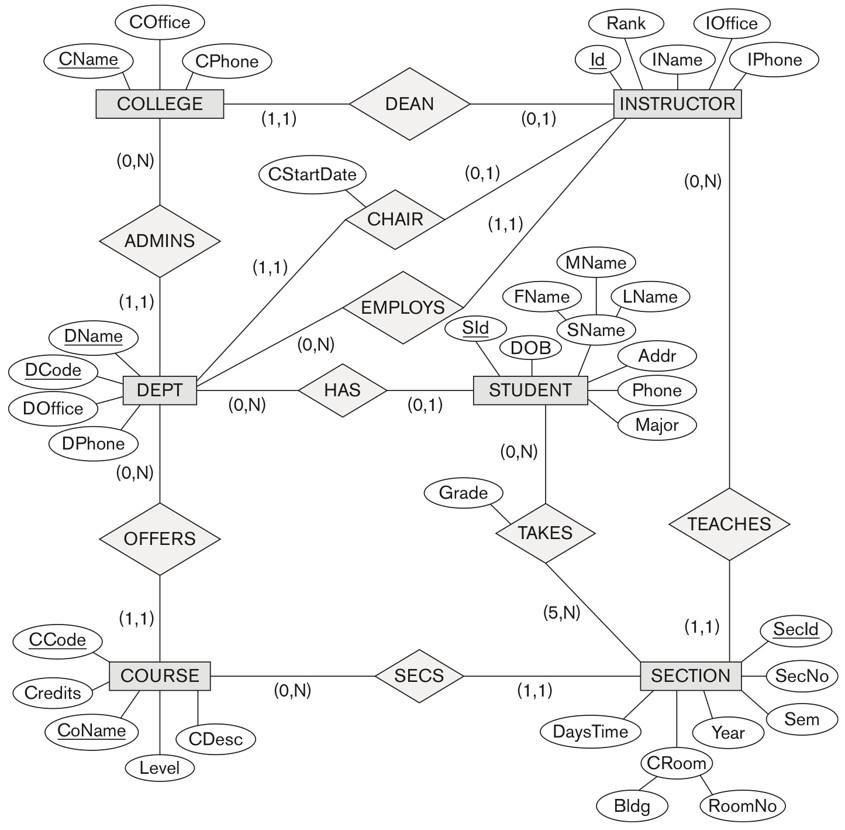 COffice
Rank
IOffice
CName
CPhone
Id
IName
IPhone
COLLEGE
DEAN
INSTRUCTOR
(1,1)
(0,1)
(0,N)
CStartDate
(0,1)
(0,N)
CHAIR
ADMINS
(1,1)
(1,1)
MName
(1,1)
EMPLOYS
FName
LName
DName
(0,N)
SId
SName
DOB
Addr
DCode
DEPT
HAS
STUDENT
Phone
DOffice
(0,N)
(0,1)
Major
DPhone
(0,N)
(0,N)
Grade
OFFERS
TAKES
TEACHES
(1,1)
(5,N)
(1,1)
CCode
SecId
COURSE
SECS
SECTION
SecNo
Credits
(0,N)
(1,1)
CoName
CDesc
DaysTime
Year
Sem
Level
CRoom
Bldg
RoomNo